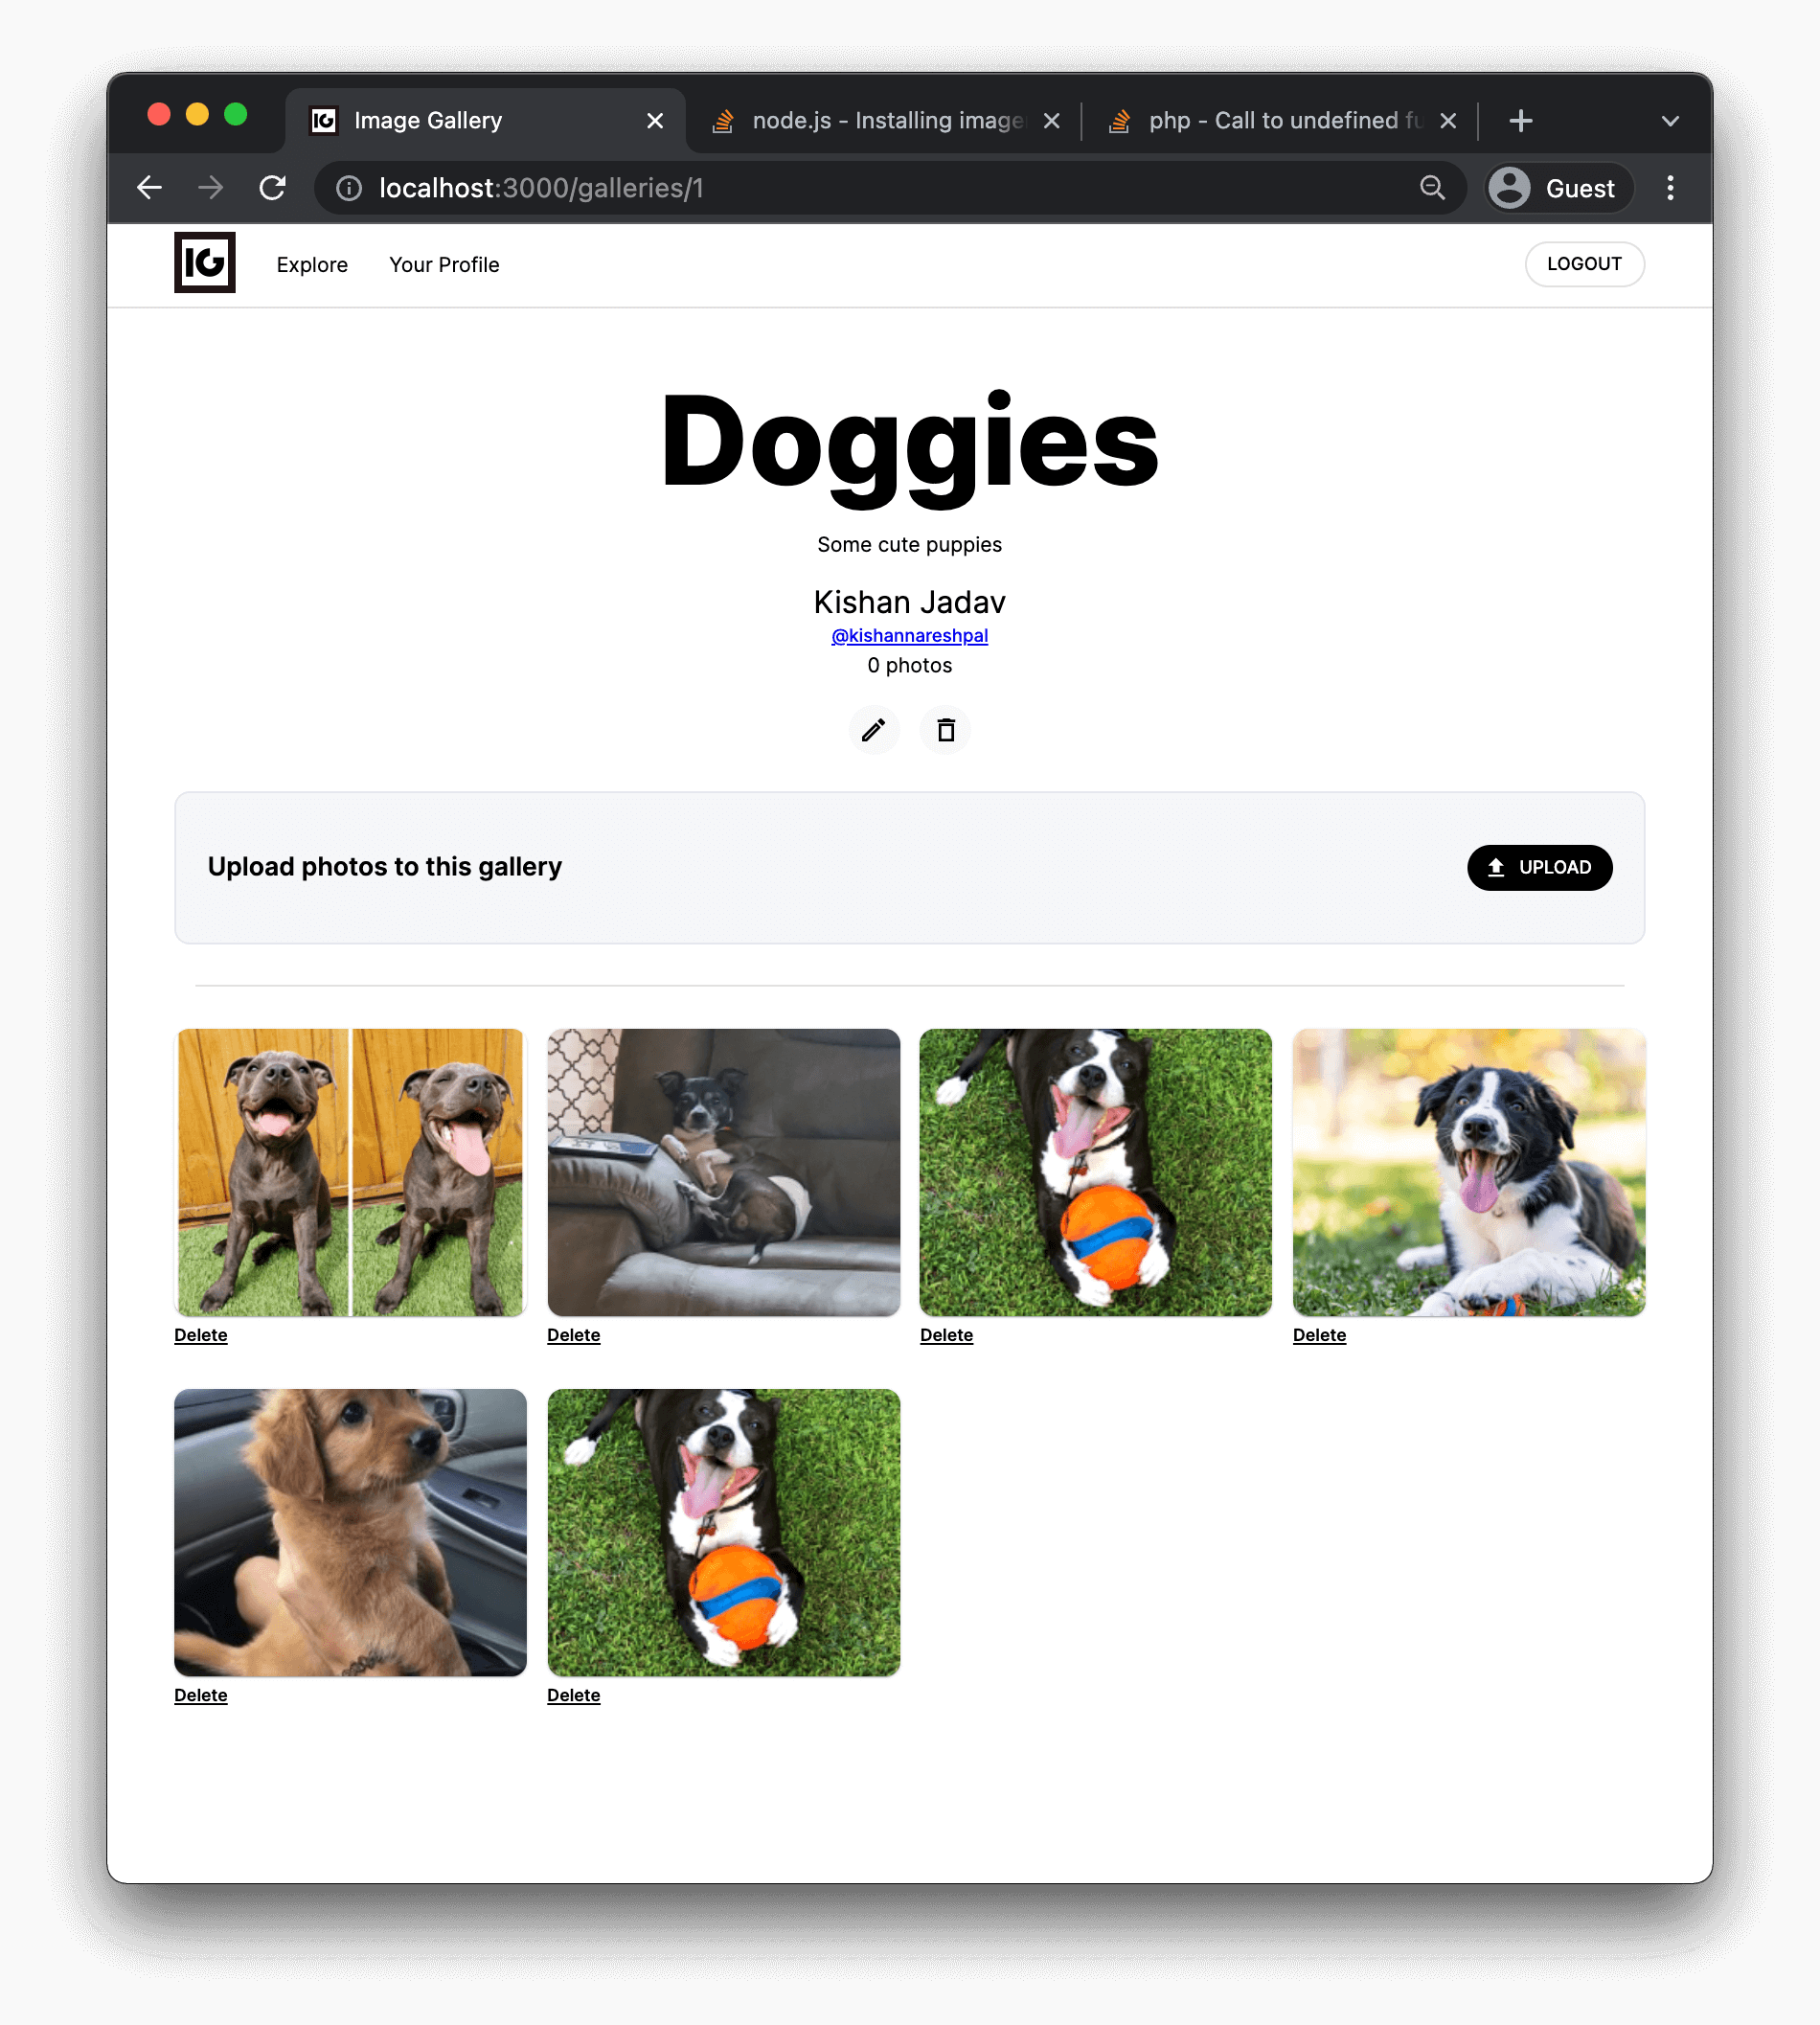 IG Image Gallery
node.js - Installing image
php - Call to undefined fu
localhost:3000/galleries/1
Guest
IG
Explore
Your Profile
LOGOUT
Doggies
Some cute puppies
Kishan Jadav
@kishannareshpal
0 photos
Upload photos to this gallery
UPLOAD
Delete
Delete
Delete
Delete
Delete
Delete